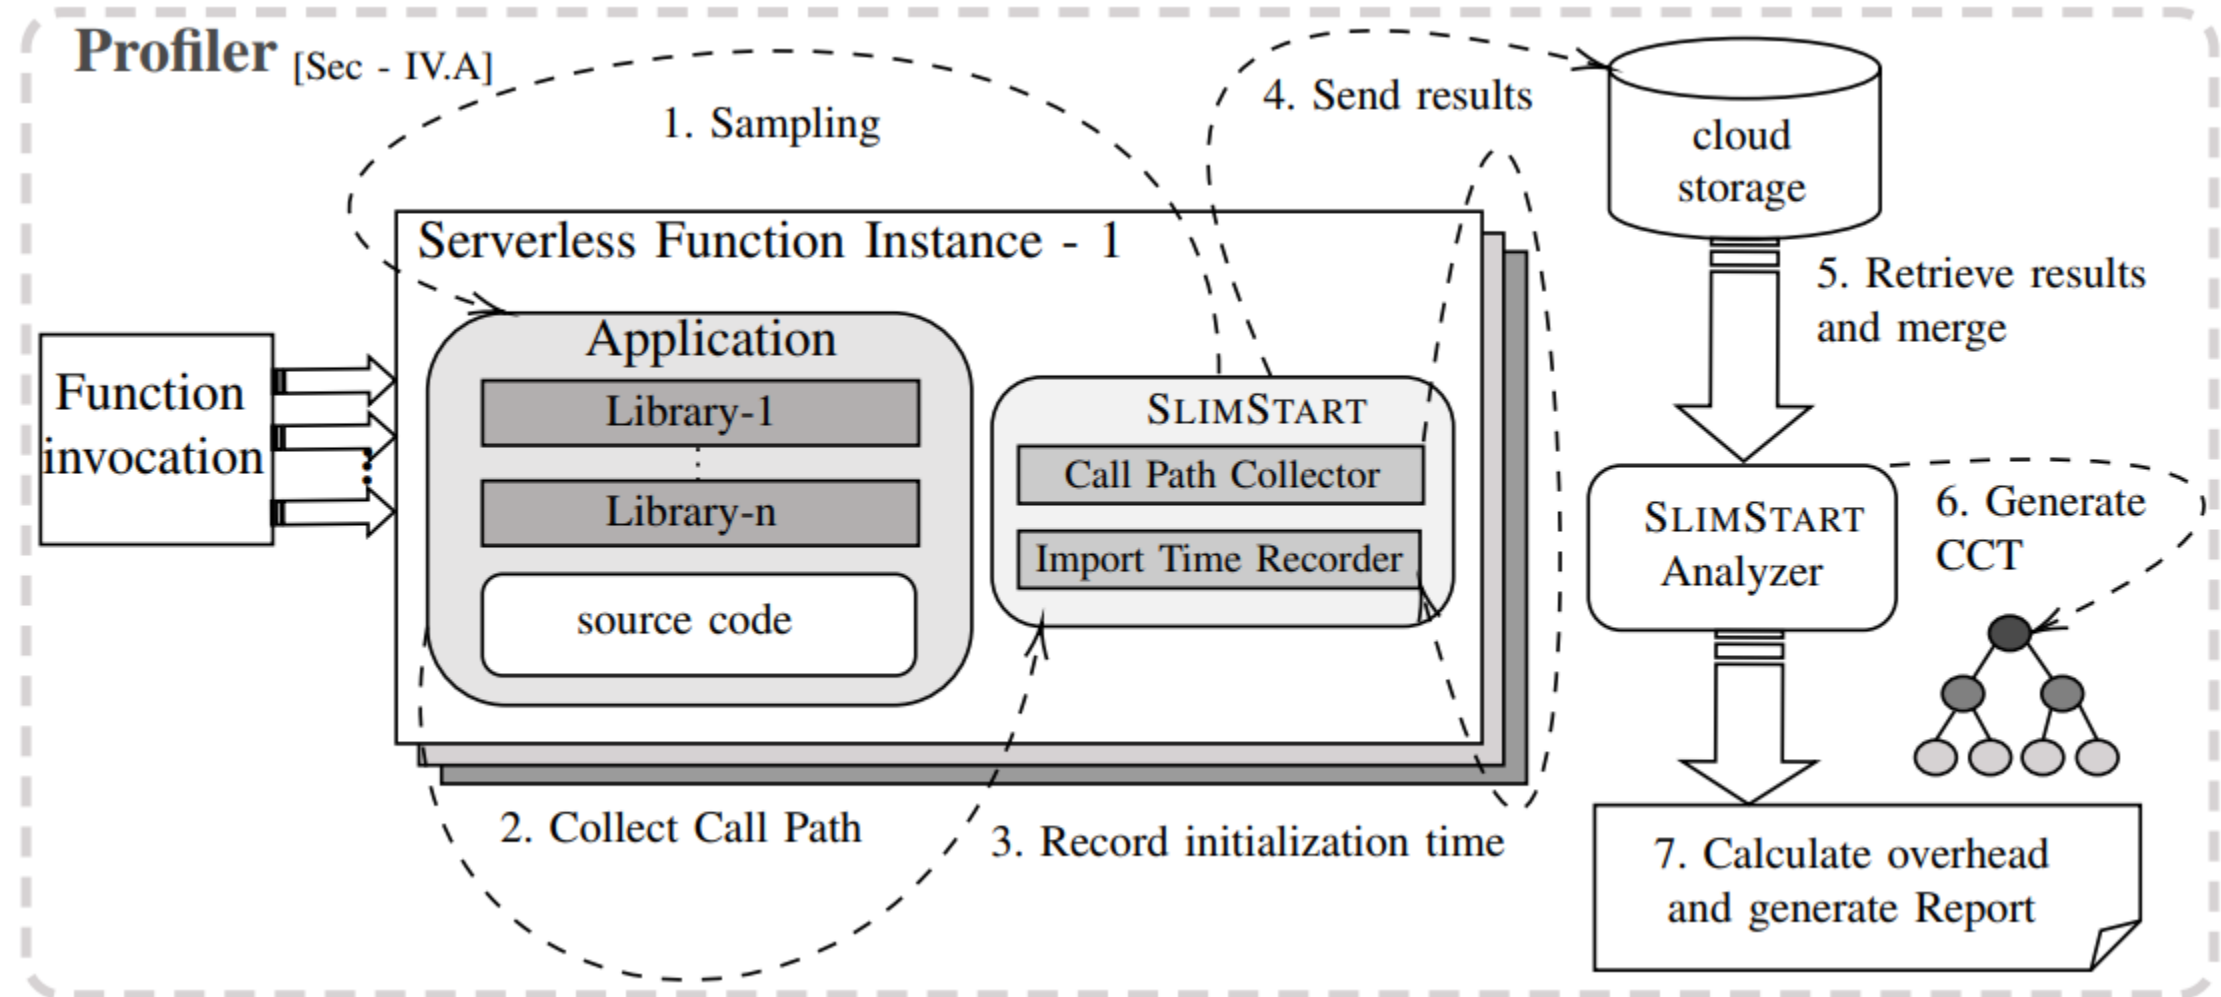 Profiler [Sec - IV.A]
1. Sampling
4. Send results
cloud
storage
Serverless Function Instance - 1
5. Retrieve results
and merge
Function
invocation
Application
Library-1
Library-n
source code
SLIMSTART
Call Path Collector
Import Time Recorder
SLIMSTART
Analyzer
6. Generate
CCT
2. Collect Call Path
3. Record initialization time
7. Calculate overhead
and generate Report